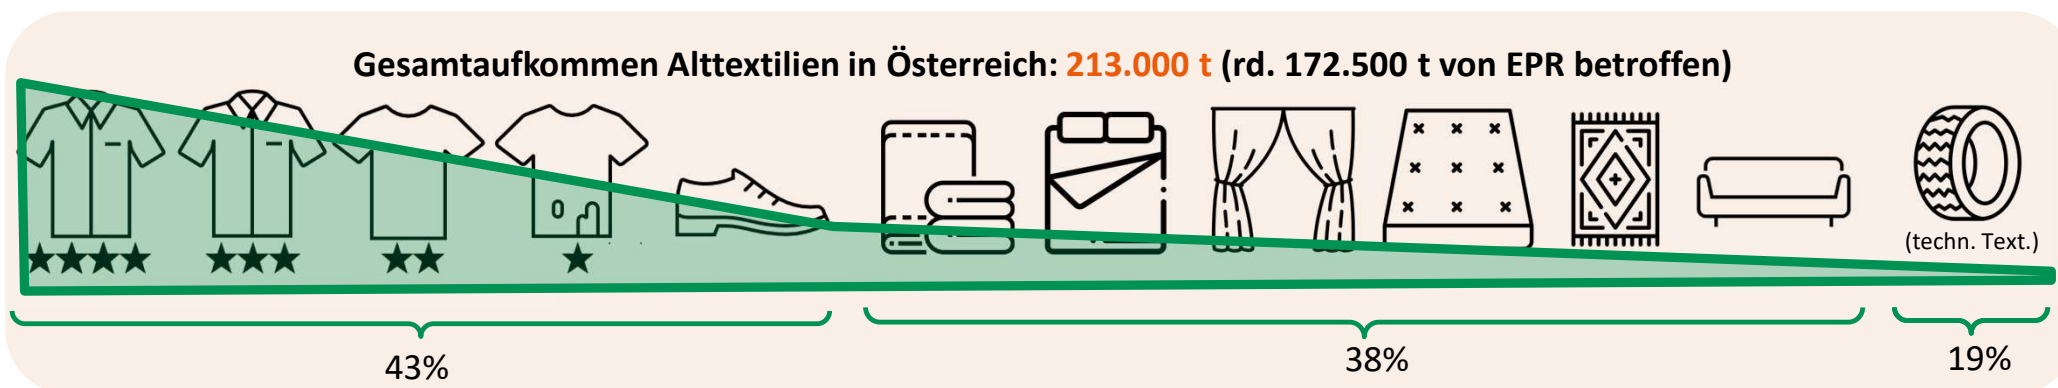 Gesamtaufkommen Alttextilien in Österreich: 213.000 t (rd. 172.500 t von EPR betroffen)
(techn. Text.)
43%
38%
19%